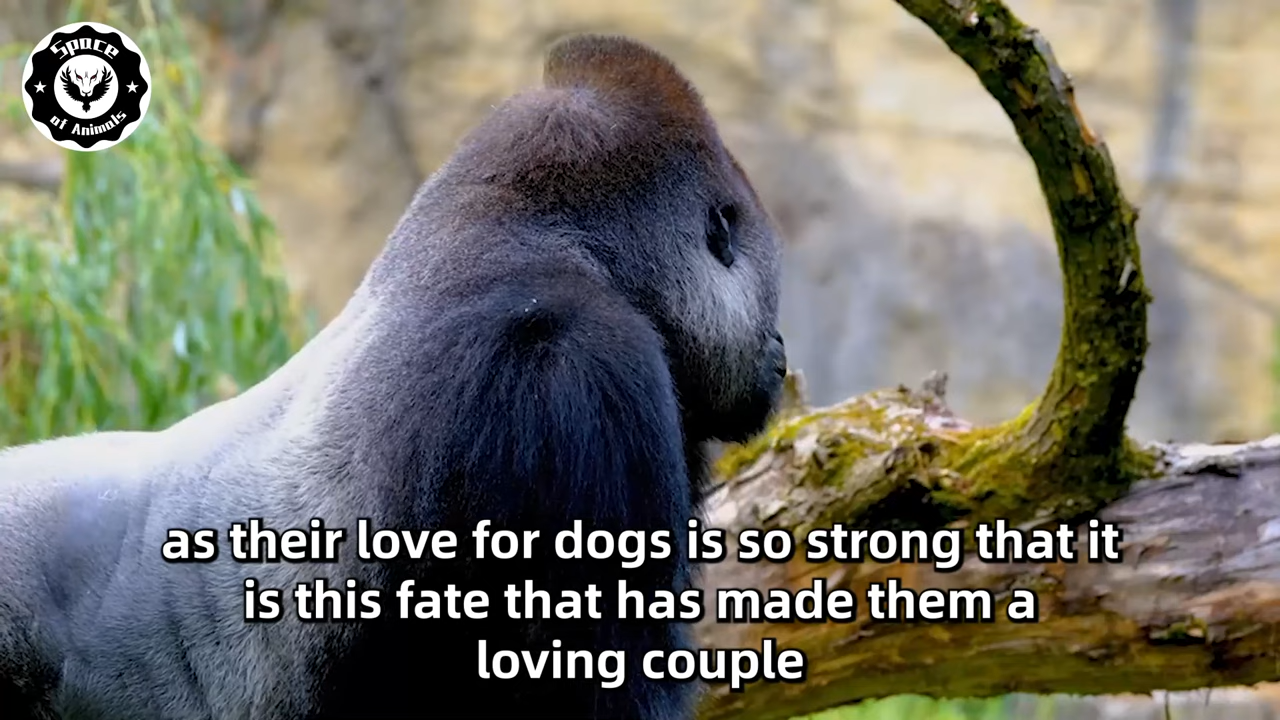 Space
of Animals
as their love for dogs is so strong that it
is this fate that has made them a
loving couple